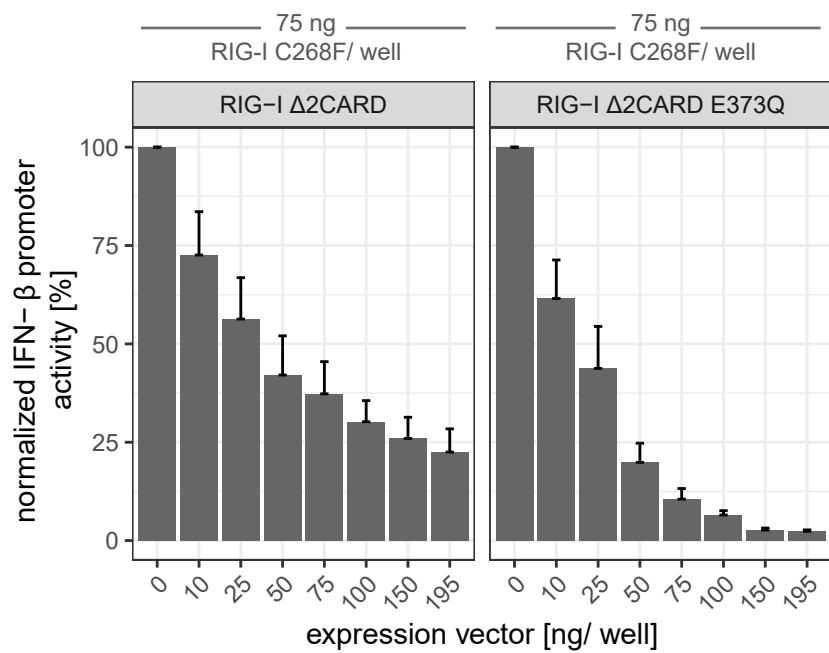 75 ng
RIG-I C268F/ well
75 ng
RIG-I C268F/ well
RIG−I Δ2CARD
RIG−I Δ2CARD E373Q
normalized IFN− β promoter
activity [%]
100
75
50
25
0
0 10 25 50 75 100 150 195
0 10 25 50 75 100 150 195
expression vector [ng/ well]